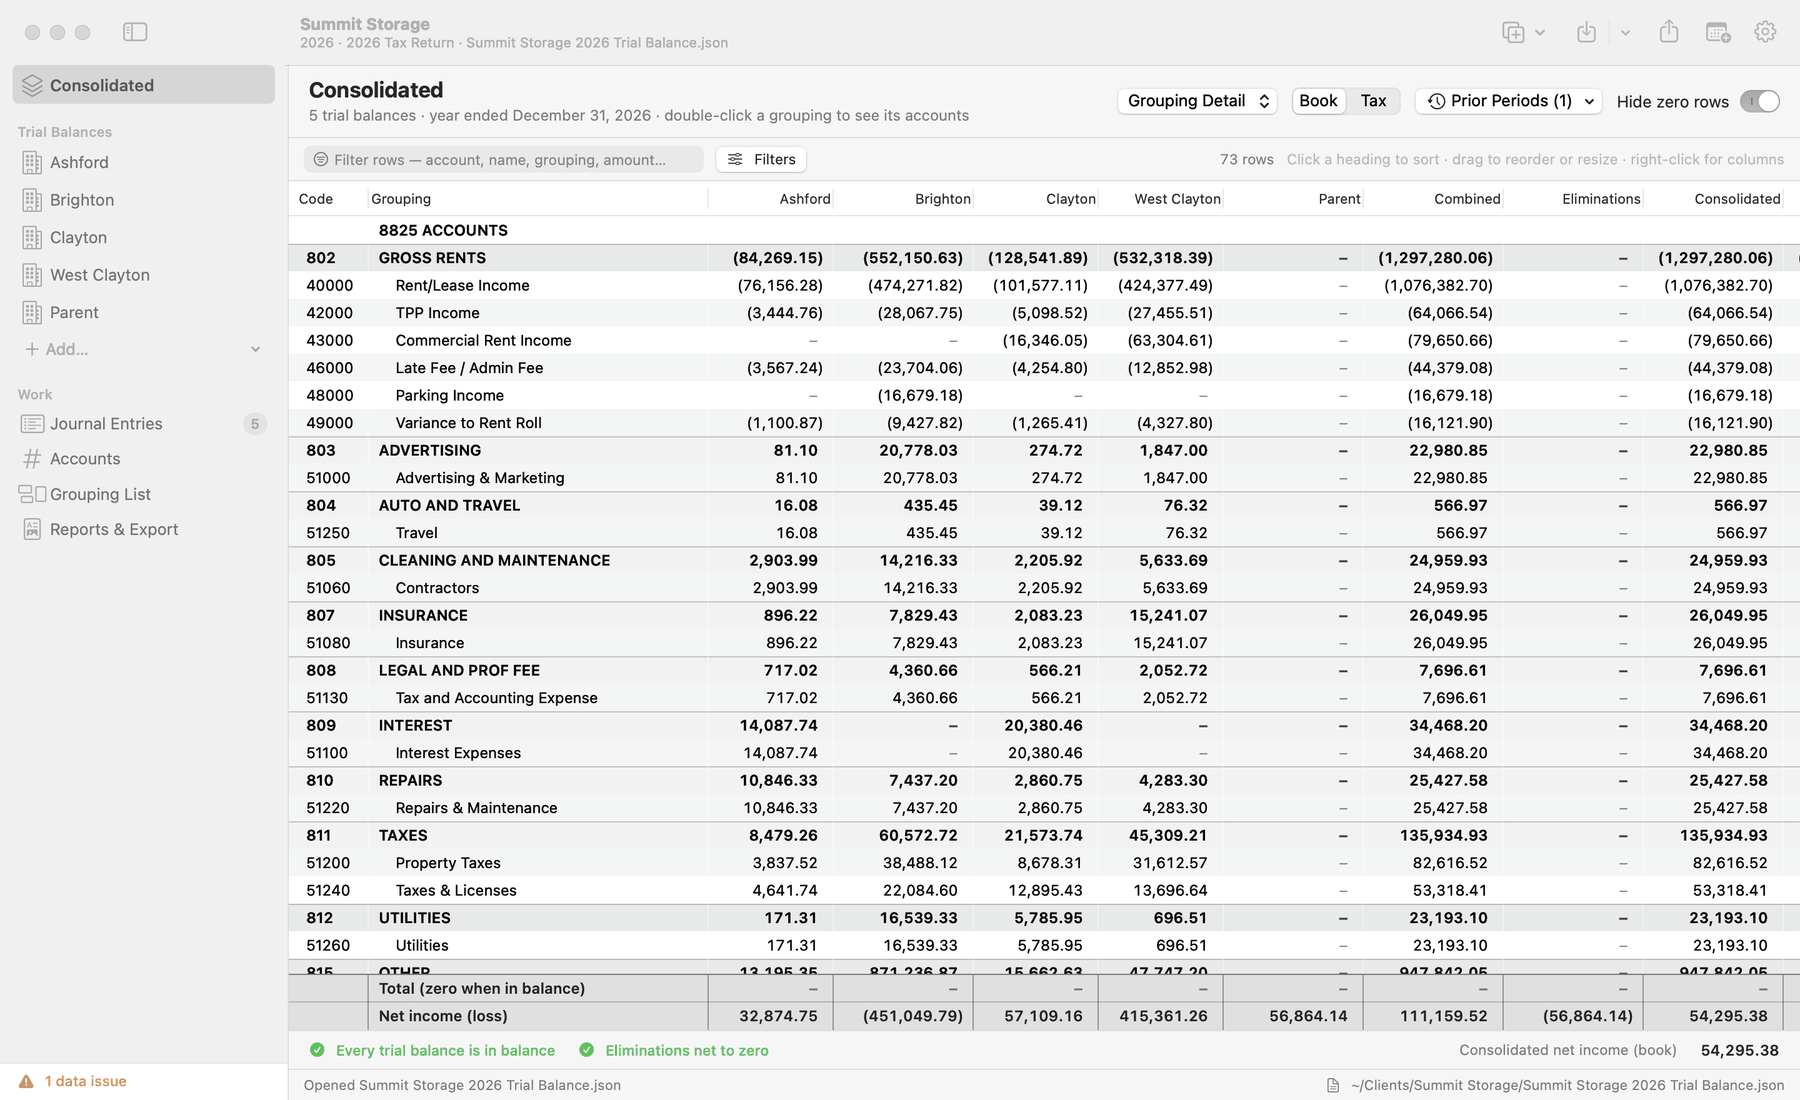 Summit Storage
2026 · 2026 Tax Return · Summit Storage 2026 Trial Balance.json
Consolidated
Trial Balances
Ashford
Brighton
Clayton
West Clayton
Parent
Add...
Work
Journal Entries 5
Accounts
Grouping List
Reports & Export
1 data issue
Consolidated
5 trial balances · year ended December 31, 2026 · double-click a grouping to see its accounts
Grouping Detail Book Tax Prior Periods (1) Hide zero rows
Filter rows — account, name, grouping, amount... Filters 73 rows Click a heading to sort · drag to reorder or resize · right-click for columns
Code Grouping Ashford Brighton Clayton West Clayton Parent Combined Eliminations Consolidated
8825 ACCOUNTS
802 GROSS RENTS (84,269.15) (552,150.63) (128,541.89) (532,318.39) – (1,297,280.06) – (1,297,280.06)
40000 Rent/Lease Income (76,156.28) (474,271.82) (101,577.11) (424,377.49) – (1,076,382.70) – (1,076,382.70)
42000 TPP Income (3,444.76) (28,067.75) (5,098.52) (27,455.51) – (64,066.54) – (64,066.54)
43000 Commercial Rent Income – – (16,346.05) (63,304.61) – (79,650.66) – (79,650.66)
46000 Late Fee / Admin Fee (3,567.24) (23,704.06) (4,254.80) (12,852.98) – (44,379.08) – (44,379.08)
48000 Parking Income – (16,679.18) – – – (16,679.18) – (16,679.18)
49000 Variance to Rent Roll (1,100.87) (9,427.82) (1,265.41) (4,327.80) – (16,121.90) – (16,121.90)
803 ADVERTISING 81.10 20,778.03 274.72 1,847.00 – 22,980.85 – 22,980.85
51000 Advertising & Marketing 81.10 20,778.03 274.72 1,847.00 – 22,980.85 – 22,980.85
804 AUTO AND TRAVEL 16.08 435.45 39.12 76.32 – 566.97 – 566.97
51250 Travel 16.08 435.45 39.12 76.32 – 566.97 – 566.97
805 CLEANING AND MAINTENANCE 2,903.99 14,216.33 2,205.92 5,633.69 – 24,959.93 – 24,959.93
51060 Contractors 2,903.99 14,216.33 2,205.92 5,633.69 – 24,959.93 – 24,959.93
807 INSURANCE 896.22 7,829.43 2,083.23 15,241.07 – 26,049.95 – 26,049.95
51080 Insurance 896.22 7,829.43 2,083.23 15,241.07 – 26,049.95 – 26,049.95
808 LEGAL AND PROF FEE 717.02 4,360.66 566.21 2,052.72 – 7,696.61 – 7,696.61
51130 Tax and Accounting Expense 717.02 4,360.66 566.21 2,052.72 – 7,696.61 – 7,696.61
809 INTEREST 14,087.74 – 20,380.46 – – 34,468.20 – 34,468.20
51100 Interest Expenses 14,087.74 – 20,380.46 – – 34,468.20 – 34,468.20
810 REPAIRS 10,846.33 7,437.20 2,860.75 4,283.30 – 25,427.58 – 25,427.58
51220 Repairs & Maintenance 10,846.33 7,437.20 2,860.75 4,283.30 – 25,427.58 – 25,427.58
811 TAXES 8,479.26 60,572.72 21,573.74 45,309.21 – 135,934.93 – 135,934.93
51200 Property Taxes 3,837.52 38,488.12 8,678.31 31,612.57 – 82,616.52 – 82,616.52
51240 Taxes & Licenses 4,641.74 22,084.60 12,895.43 13,696.64 – 53,318.41 – 53,318.41
812 UTILITIES 171.31 16,539.33 5,785.95 696.51 – 23,193.10 – 23,193.10
51260 Utilities 171.31 16,539.33 5,785.95 696.51 – 23,193.10 – 23,193.10
815 OTHER 13,195.35 871,236.87 15,662.63 47,747.20 – 947,842.05 – 947,842.05
Total (zero when in balance) – – – – – – – –
Net income (loss) 32,874.75 (451,049.79) 57,109.16 415,361.26 56,864.14 111,159.52 (56,864.14) 54,295.38
Every trial balance is in balance Eliminations net to zero Consolidated net income (book) 54,295.38
Opened Summit Storage 2026 Trial Balance.json ~/Clients/Summit Storage/Summit Storage 2026 Trial Balance.json